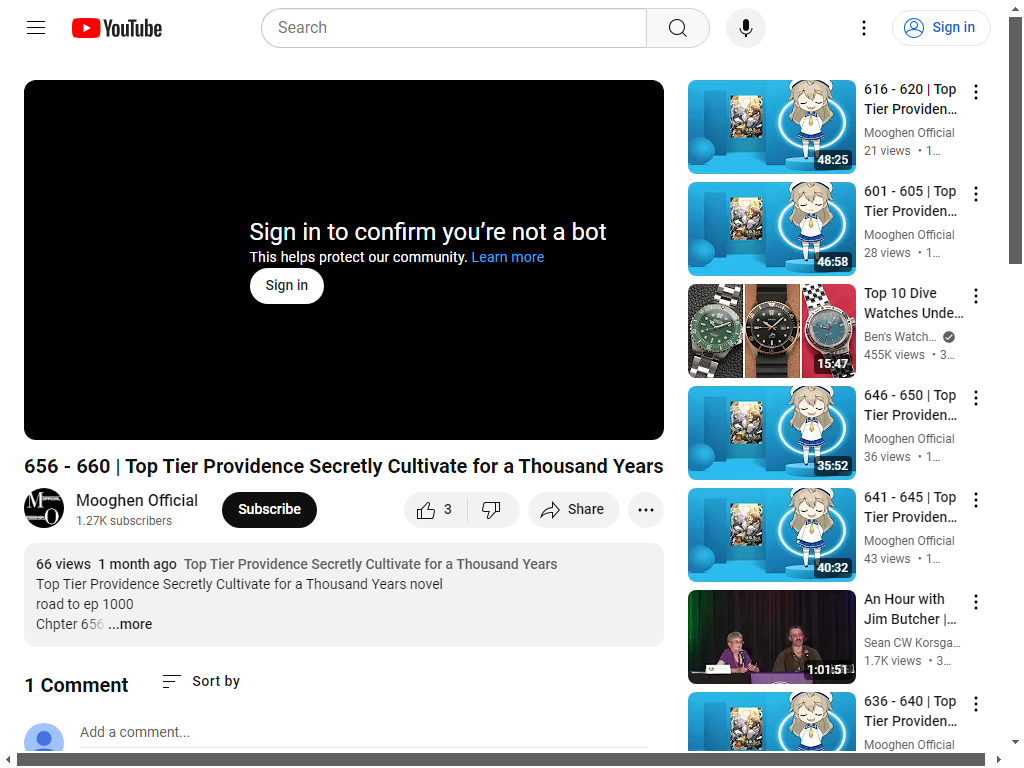 YouTube
Search
Sign in
Sign in to confirm you’re not a bot
This helps protect our community. Learn more
Sign in
656 - 660 | Top Tier Providence Secretly Cultivate for a Thousand Years
Mooghen Official
1.27K subscribers
Subscribe
3
Share
66 views 1 month ago Top Tier Providence Secretly Cultivate for a Thousand Years
Top Tier Providence Secretly Cultivate for a Thousand Years novel
road to ep 1000
Chpter 656 ...more
1 Comment
Sort by
Add a comment...
48:25
616 - 620 | Top
Tier Providen...
Mooghen Official
21 views • 1...
46:58
601 - 605 | Top
Tier Providen...
Mooghen Official
28 views • 1...
15:47
Top 10 Dive
Watches Unde...
Ben's Watch...
455K views • 3...
35:52
646 - 650 | Top
Tier Providen...
Mooghen Official
36 views • 1...
40:32
641 - 645 | Top
Tier Providen...
Mooghen Official
43 views • 1...
1:01:51
An Hour with
Jim Butcher |...
Sean CW Korsga...
1.7K views • 3...
636 - 640 | Top
Tier Providen...
Mooghen Official